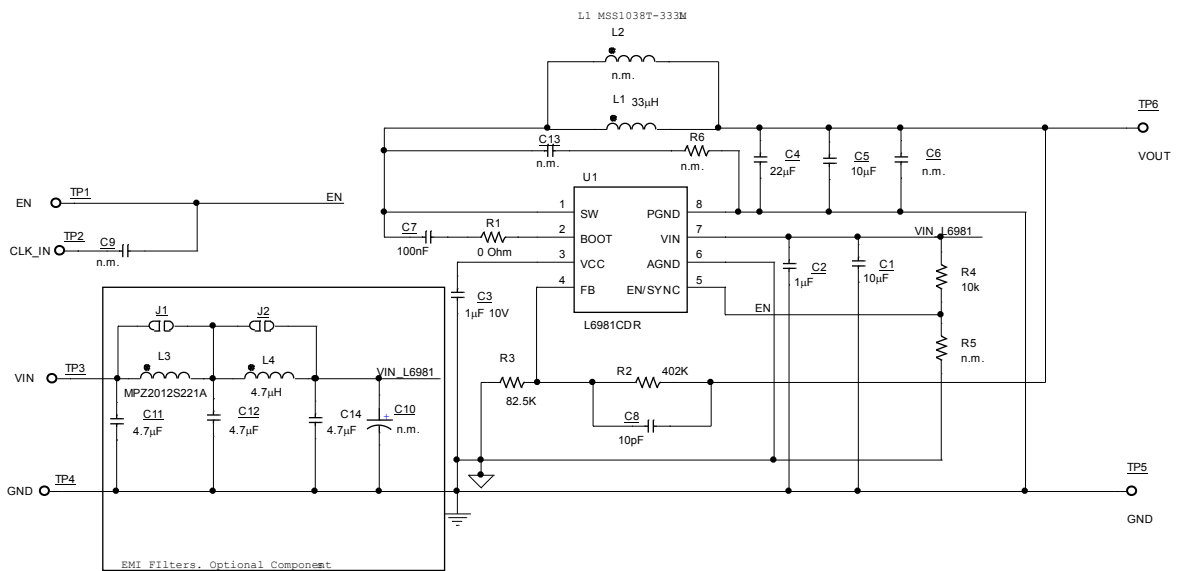 L1 MSS1038T-333M
L2
n.m.
L1 33µH
TP6
VOUT
C13
n.m.
R6
n.m.
C4
22µF
C5
10µF
C6
n.m.
EN
TP1
EN
CLK_IN
TP2
C9
n.m.
U1
1 SW
2 BOOT
3 VCC
4 FB
PGND 8
VIN 7
AGND 6
EN/SYNC 5
L6981CDR
C7
100nF
R1
0 Ohm
C3
1µF 10V
VIN_L6981
C2
1µF
C1
10µF
R4
10k
EN
R5
n.m.
J1
J2
L3
MPZ2012S221A
L4
4.7µH
VIN
TP3
VIN_L6981
C11
4.7µF
C12
4.7µF
C14
4.7µF
+
C10
n.m.
R3
82.5K
R2
402K
C8
10pF
GND
TP4
TP5
GND
EMI FIlters. Optional Components